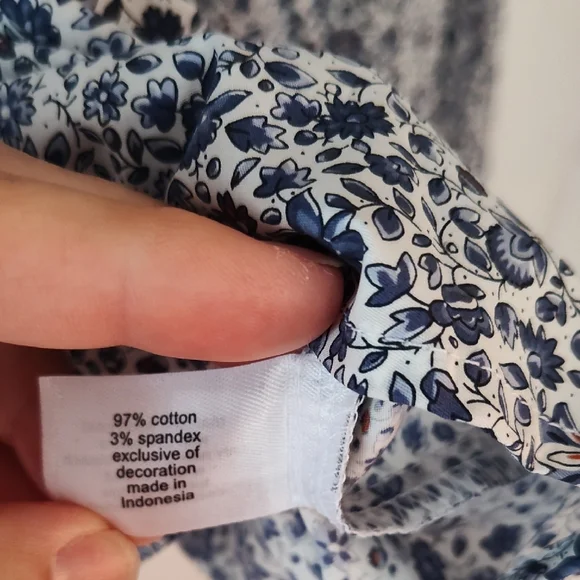 97% cotton
3% spandex
exclusive of
decoration
made in
Indonesia